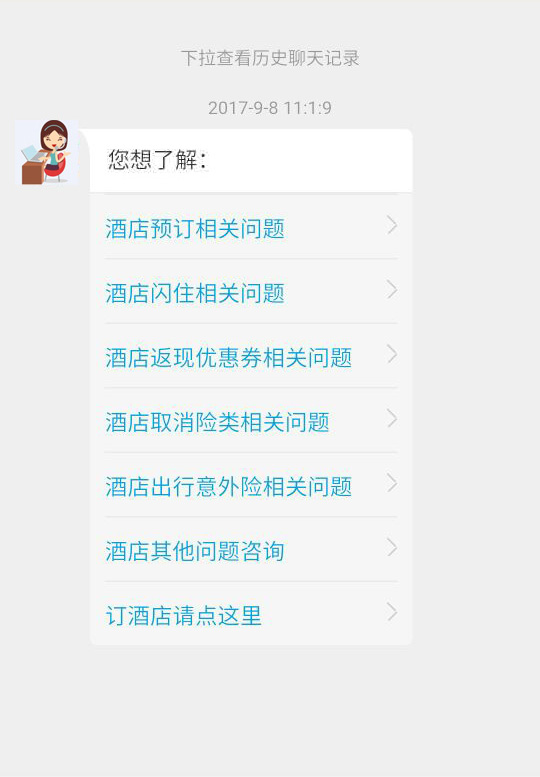 下拉查看历史聊天记录
2017-9-8 11:1:9
您想了解：
酒店预订相关问题
酒店闪住相关问题
酒店返现优惠券相关问题
酒店取消险类相关问题
酒店出行意外险相关问题
酒店其他问题咨询
订酒店请点这里